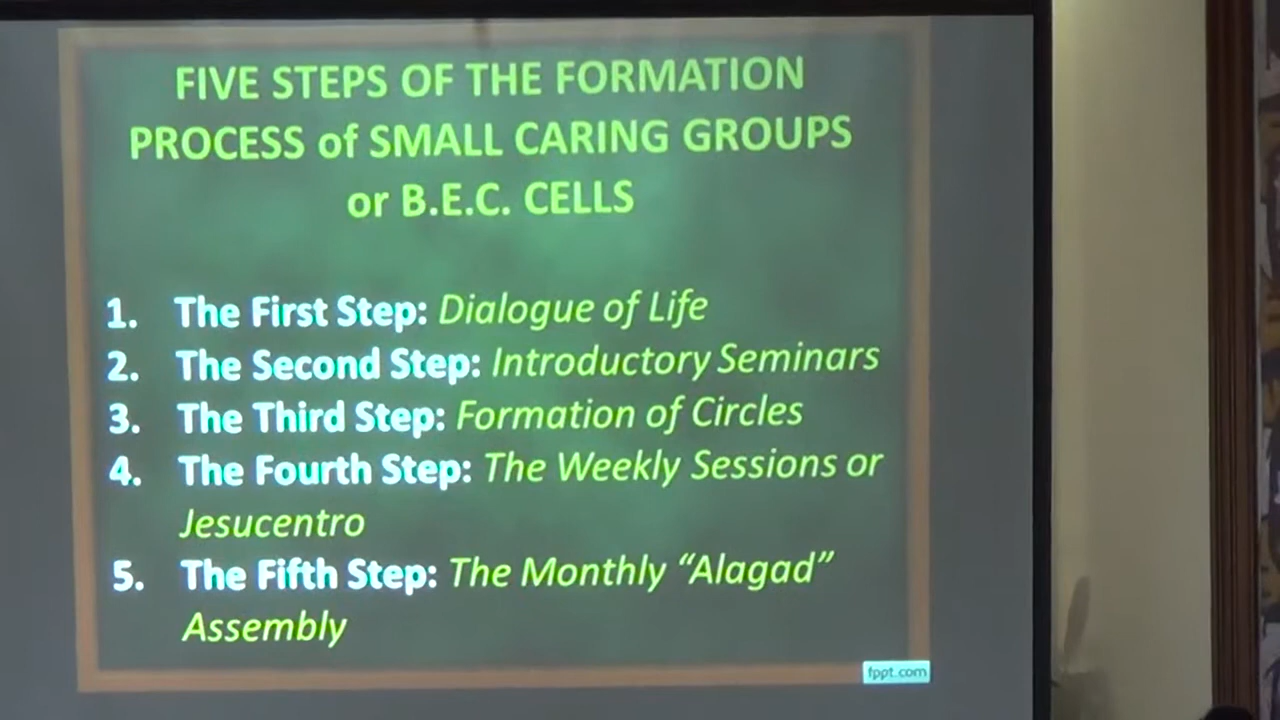 FIVE STEPS OF THE FORMATION
PROCESS of SMALL CARING GROUPS
or B.E.C. CELLS
1. The First Step: Dialogue of Life
2. The Second Step: Introductory Seminars
3. The Third Step: Formation of Circles
4. The Fourth Step: The Weekly Sessions or
Jesucentro
5. The Fifth Step: The Monthly “Alagad”
Assembly
fppt.com